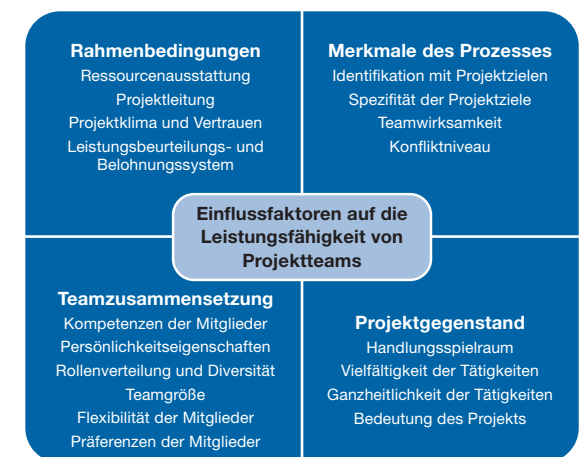 Rahmenbedingungen
Ressourcenausstattung
Projektleitung
Projektklima und Vertrauen
Leistungsbeurteilungs- und
Belohnungssystem
Merkmale des Prozesses
Identifikation mit Projektzielen
Spezifität der Projektziele
Teamwirksamkeit
Konfliktniveau
Einflussfaktoren auf die
Leistungsfähigkeit von
Projektteams
Teamzusammensetzung
Kompetenzen der Mitglieder
Persönlichkeitseigenschaften
Rollenverteilung und Diversität
Teamgröße
Flexibilität der Mitglieder
Präferenzen der Mitglieder
Projektgegenstand
Handlungsspielraum
Vielfältigkeit der Tätigkeiten
Ganzheitlichkeit der Tätigkeiten
Bedeutung des Projekts